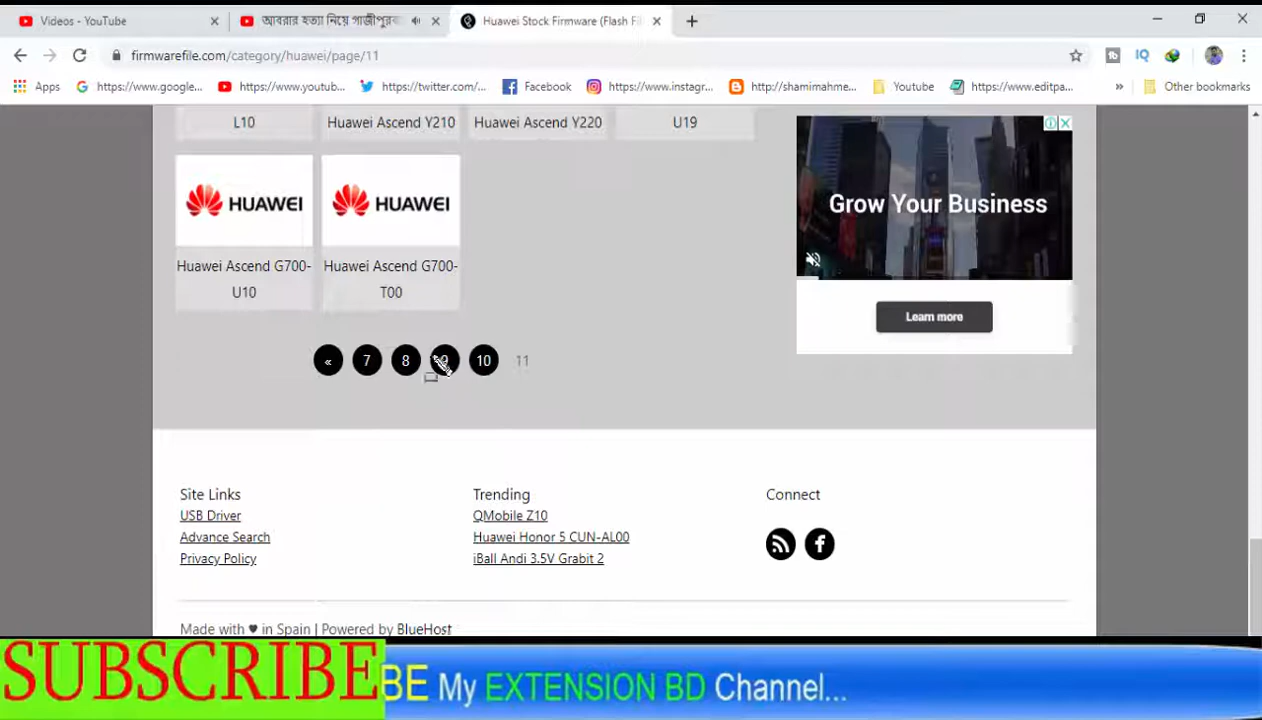 Videos - YouTube
আবরার হত্যা নিয়ে গাজীপুরব
Huawei Stock Firmware (Flash Fi
firmwarefile.com/category/huawei/page/11
Apps
https://www.google...
https://www.youtub...
https://twitter.com/...
Facebook
https://www.instagr...
http://shamimahme...
Youtube
https://www.editpa...
»
Other bookmarks
L10
Huawei Ascend Y210
Huawei Ascend Y220
U19
HUAWEI
HUAWEI
Huawei Ascend G700-
U10
Huawei Ascend G700-
T00
Grow Your Business
Learn more
« 7 8 9 10 11
Site Links
USB Driver
Advance Search
Privacy Policy
Trending
QMobile Z10
Huawei Honor 5 CUN-AL00
iBall Andi 3.5V Grabit 2
Connect
Made with ♥ in Spain | Powered by BlueHost
SUBSCRIBE
BE My EXTENSION BD Channel...